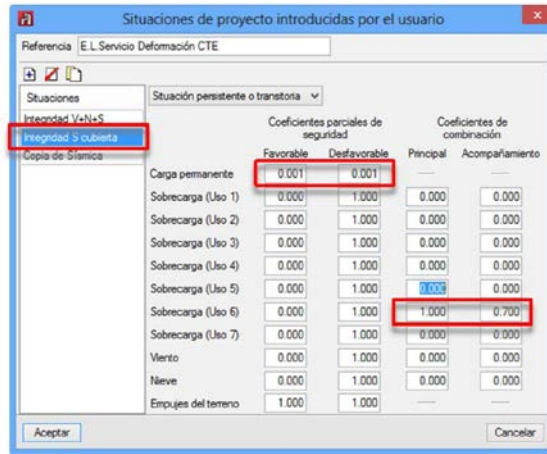 Situaciones de proyecto introducidas por el usuario
Referencia E.L.Servicio Deformación CTE
Situaciones
Situación persistente o transitoria
Integridad V+N+S
Integridad S cubierta
Copia de Sísmica
Coeficientes parciales de seguridad
Coeficientes de combinación
Favorable Desfavorable Principal Acompañamiento
Carga permanente 0.001 0.001
Sobrecarga (Uso 1) 0.000 1.000 0.000 0.000
Sobrecarga (Uso 2) 0.000 1.000 0.000 0.000
Sobrecarga (Uso 3) 0.000 1.000 0.000 0.000
Sobrecarga (Uso 4) 0.000 1.000 0.000 0.000
Sobrecarga (Uso 5) 0.000 1.000 0.000 0.000
Sobrecarga (Uso 6) 0.000 1.000 1.000 0.700
Sobrecarga (Uso 7) 0.000 1.000 0.000 0.000
Viento 0.000 1.000 0.000 0.000
Nieve 0.000 1.000 0.000 0.000
Empujes del terreno 1.000 1.000
Aceptar Cancelar